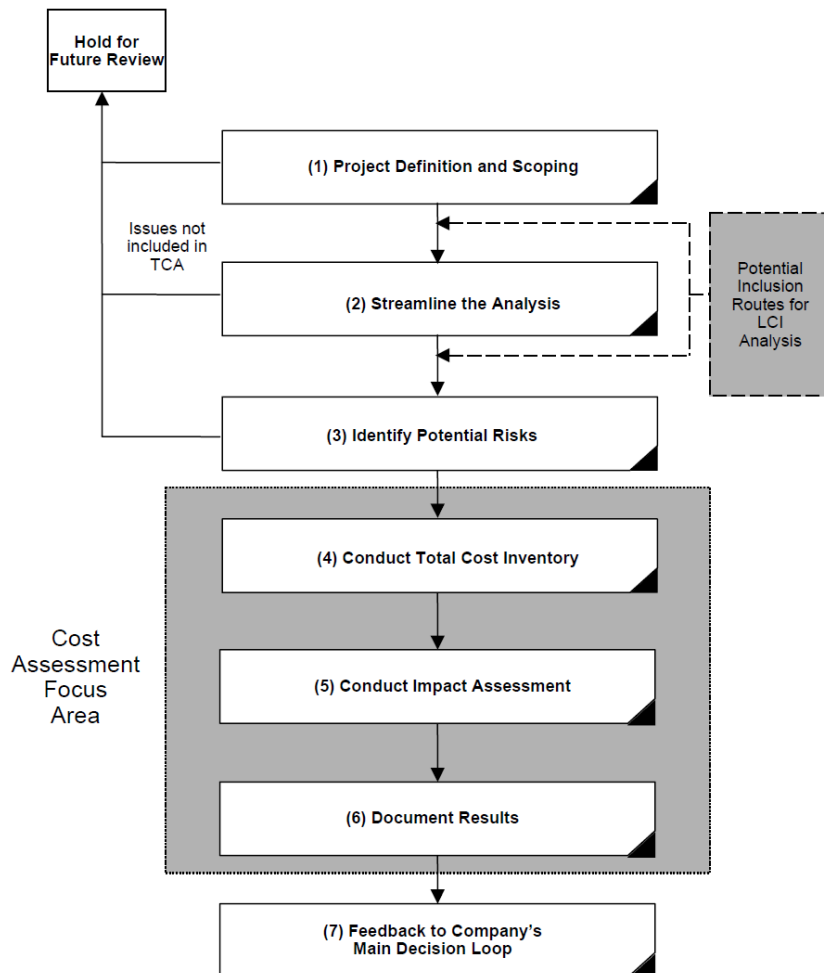 Hold for
Future Review
(1) Project Definition and Scoping
Issues not
included in
TCA
Potential
Inclusion
Routes for
LCI
Analysis
(2) Streamline the Analysis
(3) Identify Potential Risks
(4) Conduct Total Cost Inventory
Cost
Assessment
Focus
Area
(5) Conduct Impact Assessment
(6) Document Results
(7) Feedback to Company’s
Main Decision Loop